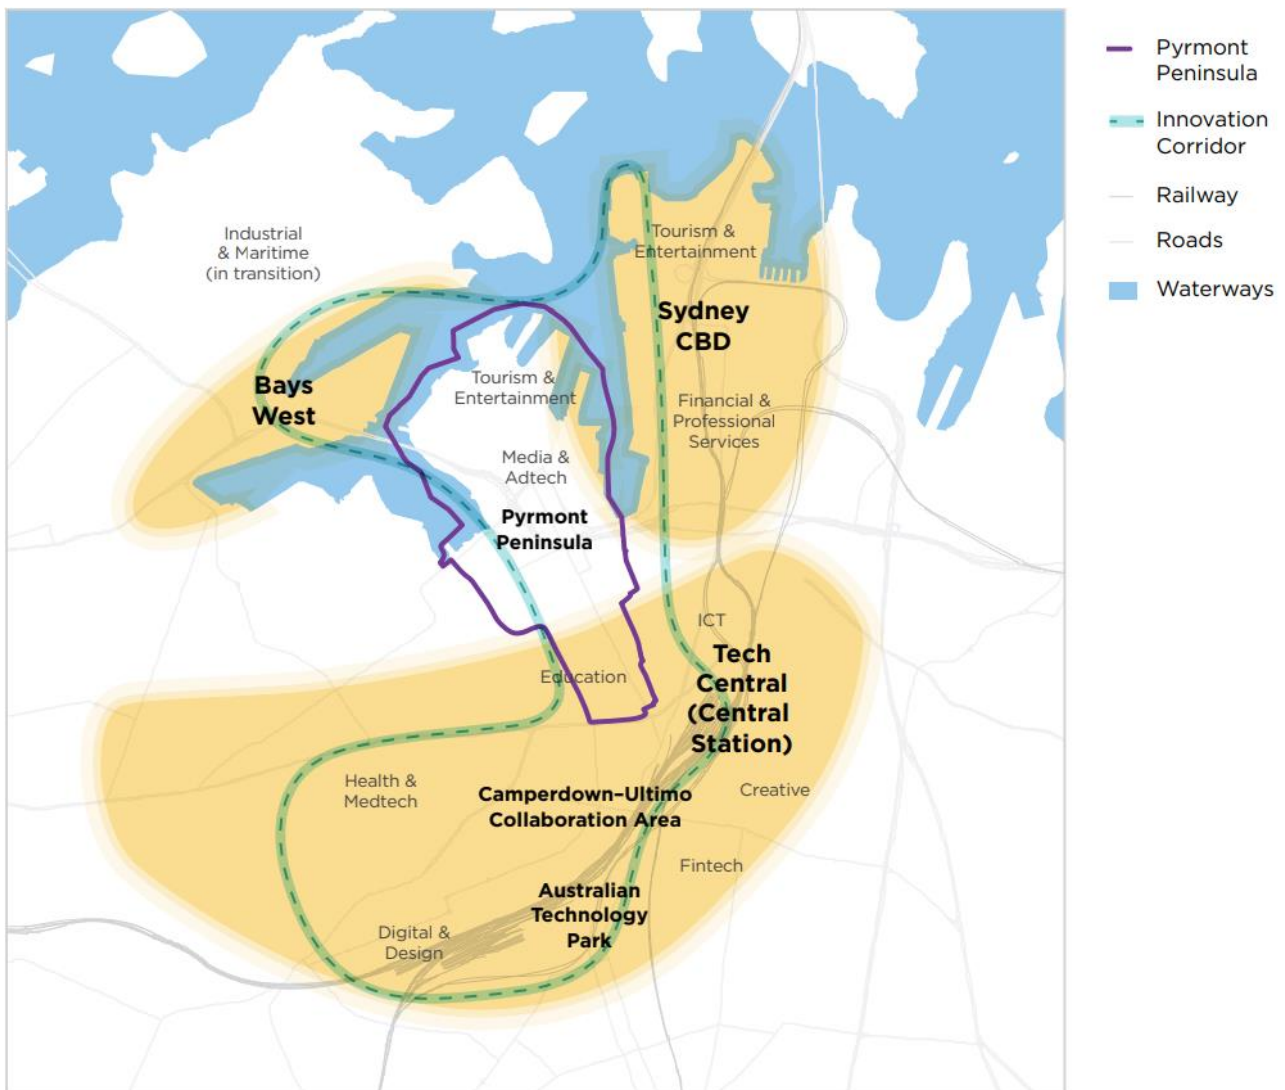 Pyrmont
Peninsula
Innovation
Corridor
Railway
Roads
Waterways
Industrial
& Maritime
(in transition)
Tourism &
Entertainment
Sydney
CBD
Bays
West
Tourism &
Entertainment
Financial &
Professional
Services
Media &
Adtech
Pyrmont
Peninsula
ICT
Tech
Central
(Central
Station)
Education
Health &
Medtech
Camperdown–Ultimo
Collaboration Area
Creative
Fintech
Australian
Technology
Park
Digital &
Design